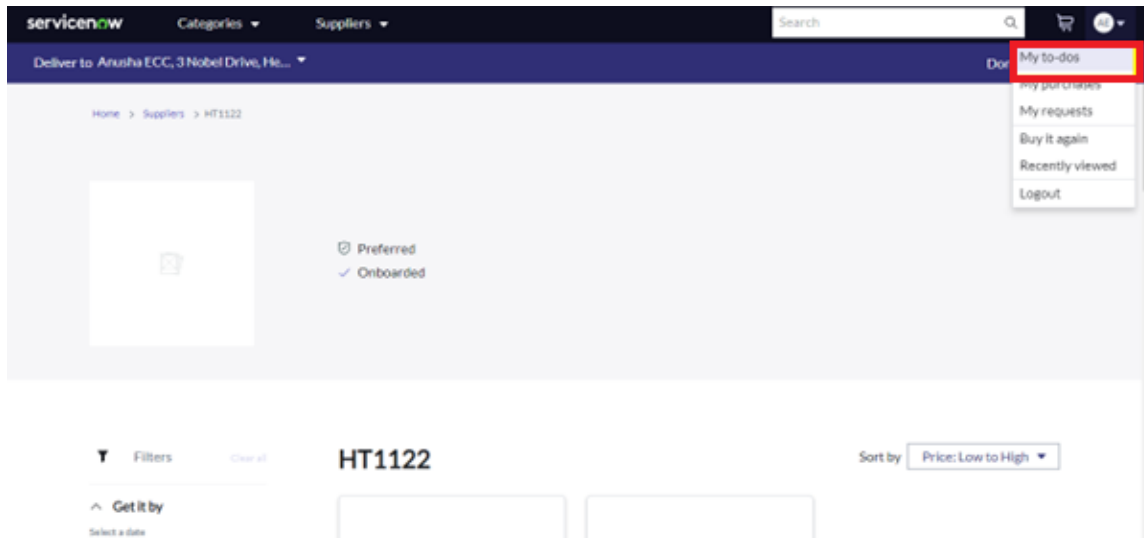 servicenow Categories Suppliers Search AE
Deliver to Anusha ECC, 3 Nobel Drive, He...
My to-dos
My purchases
My requests
Buy it again
Recently viewed
Logout
Home > Suppliers > HT1122
Preferred
Onboarded
Filters Clear all
HT1122
Sort by Price: Low to High
Get it by
Select a date